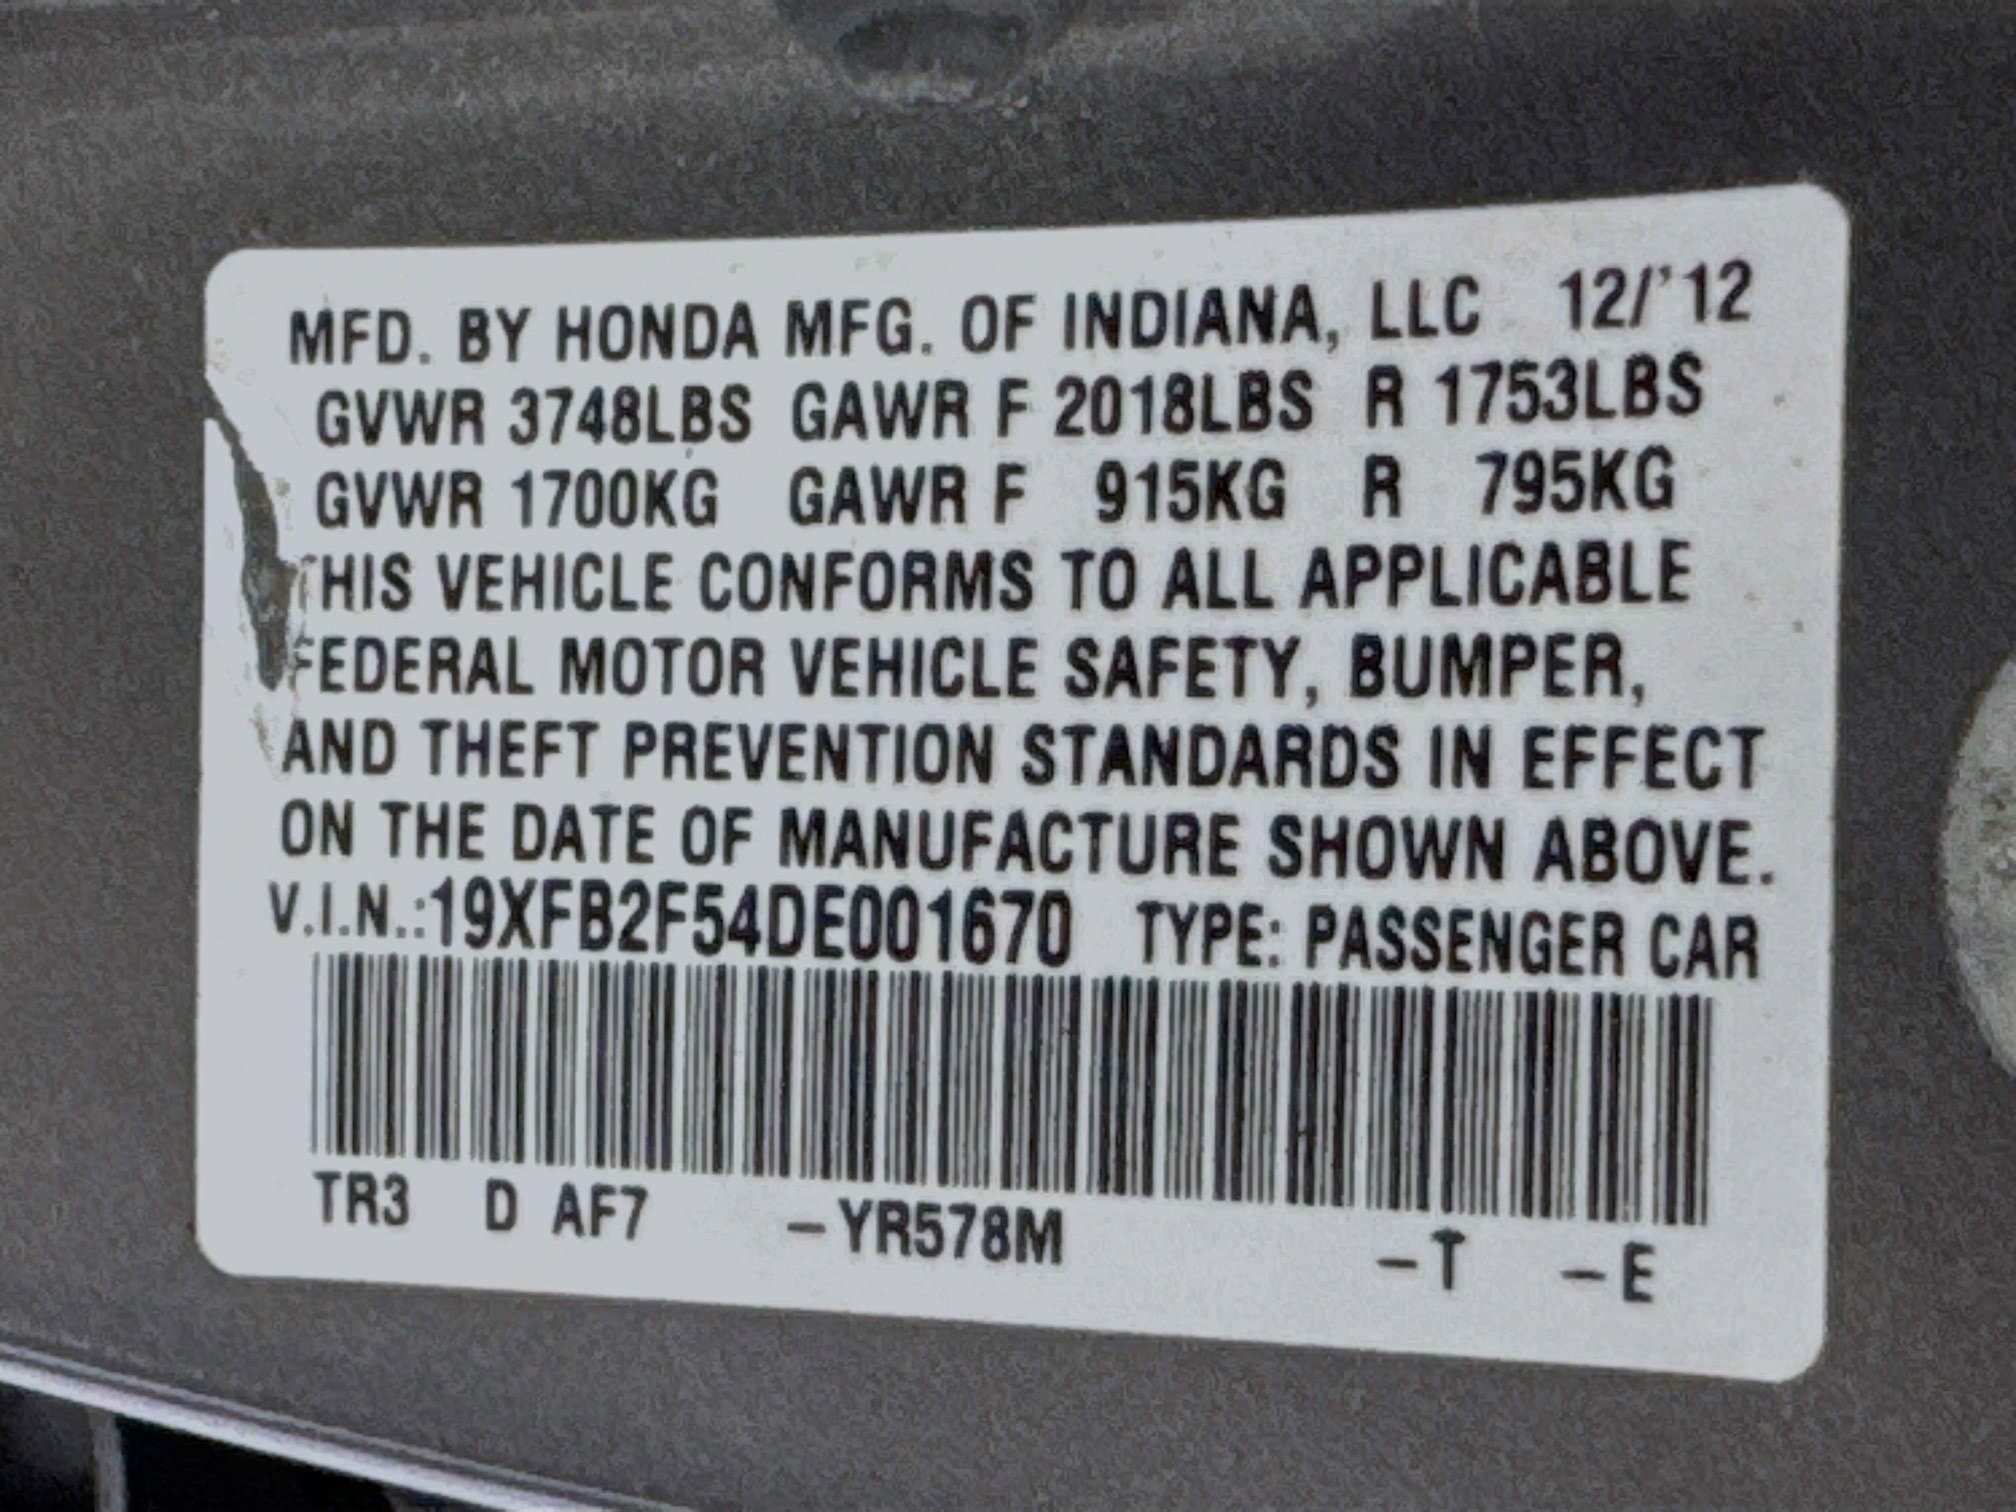 MFD. BY HONDA MFG. OF INDIANA, LLC 12/'12
GVWR 3748LBS GAWR F 2018LBS R 1753LBS
GVWR 1700KG GAWR F 915KG R 795KG
THIS VEHICLE CONFORMS TO ALL APPLICABLE
FEDERAL MOTOR VEHICLE SAFETY, BUMPER,
AND THEFT PREVENTION STANDARDS IN EFFECT
ON THE DATE OF MANUFACTURE SHOWN ABOVE.
V.I.N.:19XFB2F54DE001670 TYPE: PASSENGER CAR
TR3 D AF7 –YR578M –T –E